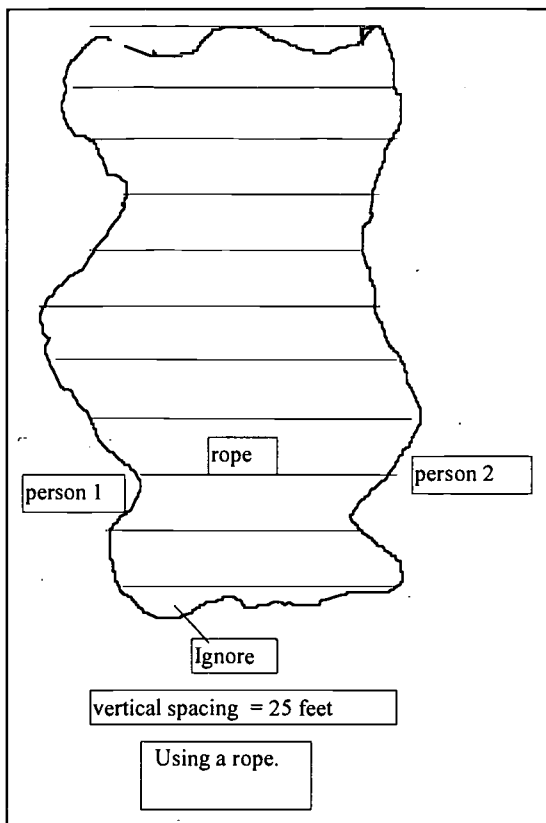 rope
person 1
person 2
Ignore
vertical spacing = 25 feet
Using a rope.